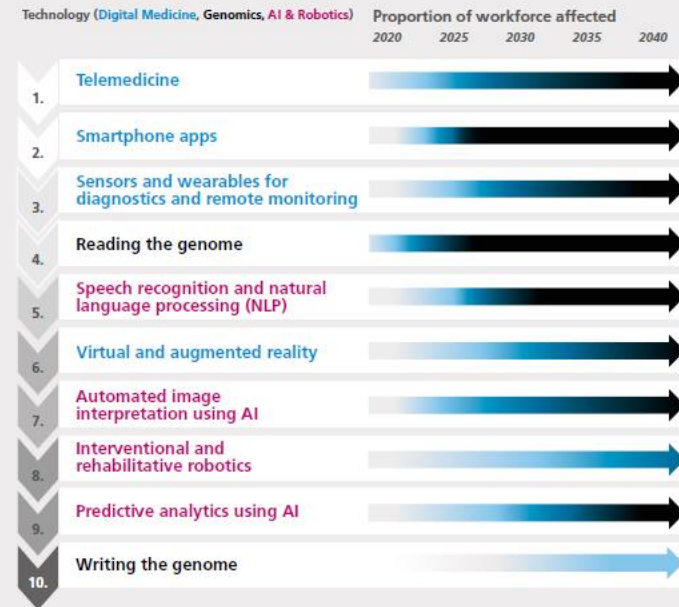 Technology (Digital Medicine, Genomics, AI & Robotics)
Proportion of workforce affected
2020 2025 2030 2035 2040
1. Telemedicine
2. Smartphone apps
3. Sensors and wearables for
diagnostics and remote monitoring
4. Reading the genome
5. Speech recognition and natural
language processing (NLP)
6. Virtual and augmented reality
7. Automated image
interpretation using AI
8. Interventional and
rehabilitative robotics
9. Predictive analytics using AI
10. Writing the genome